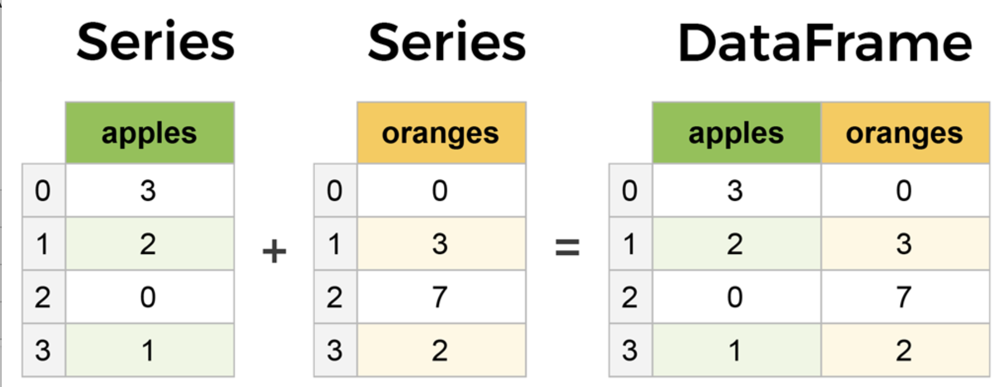 Series Series DataFrame
apples oranges apples oranges
0 3 0 0 0 3 0
1 2 + 1 3 = 1 2 3
2 0 2 7 2 0 7
3 1 3 2 3 1 2